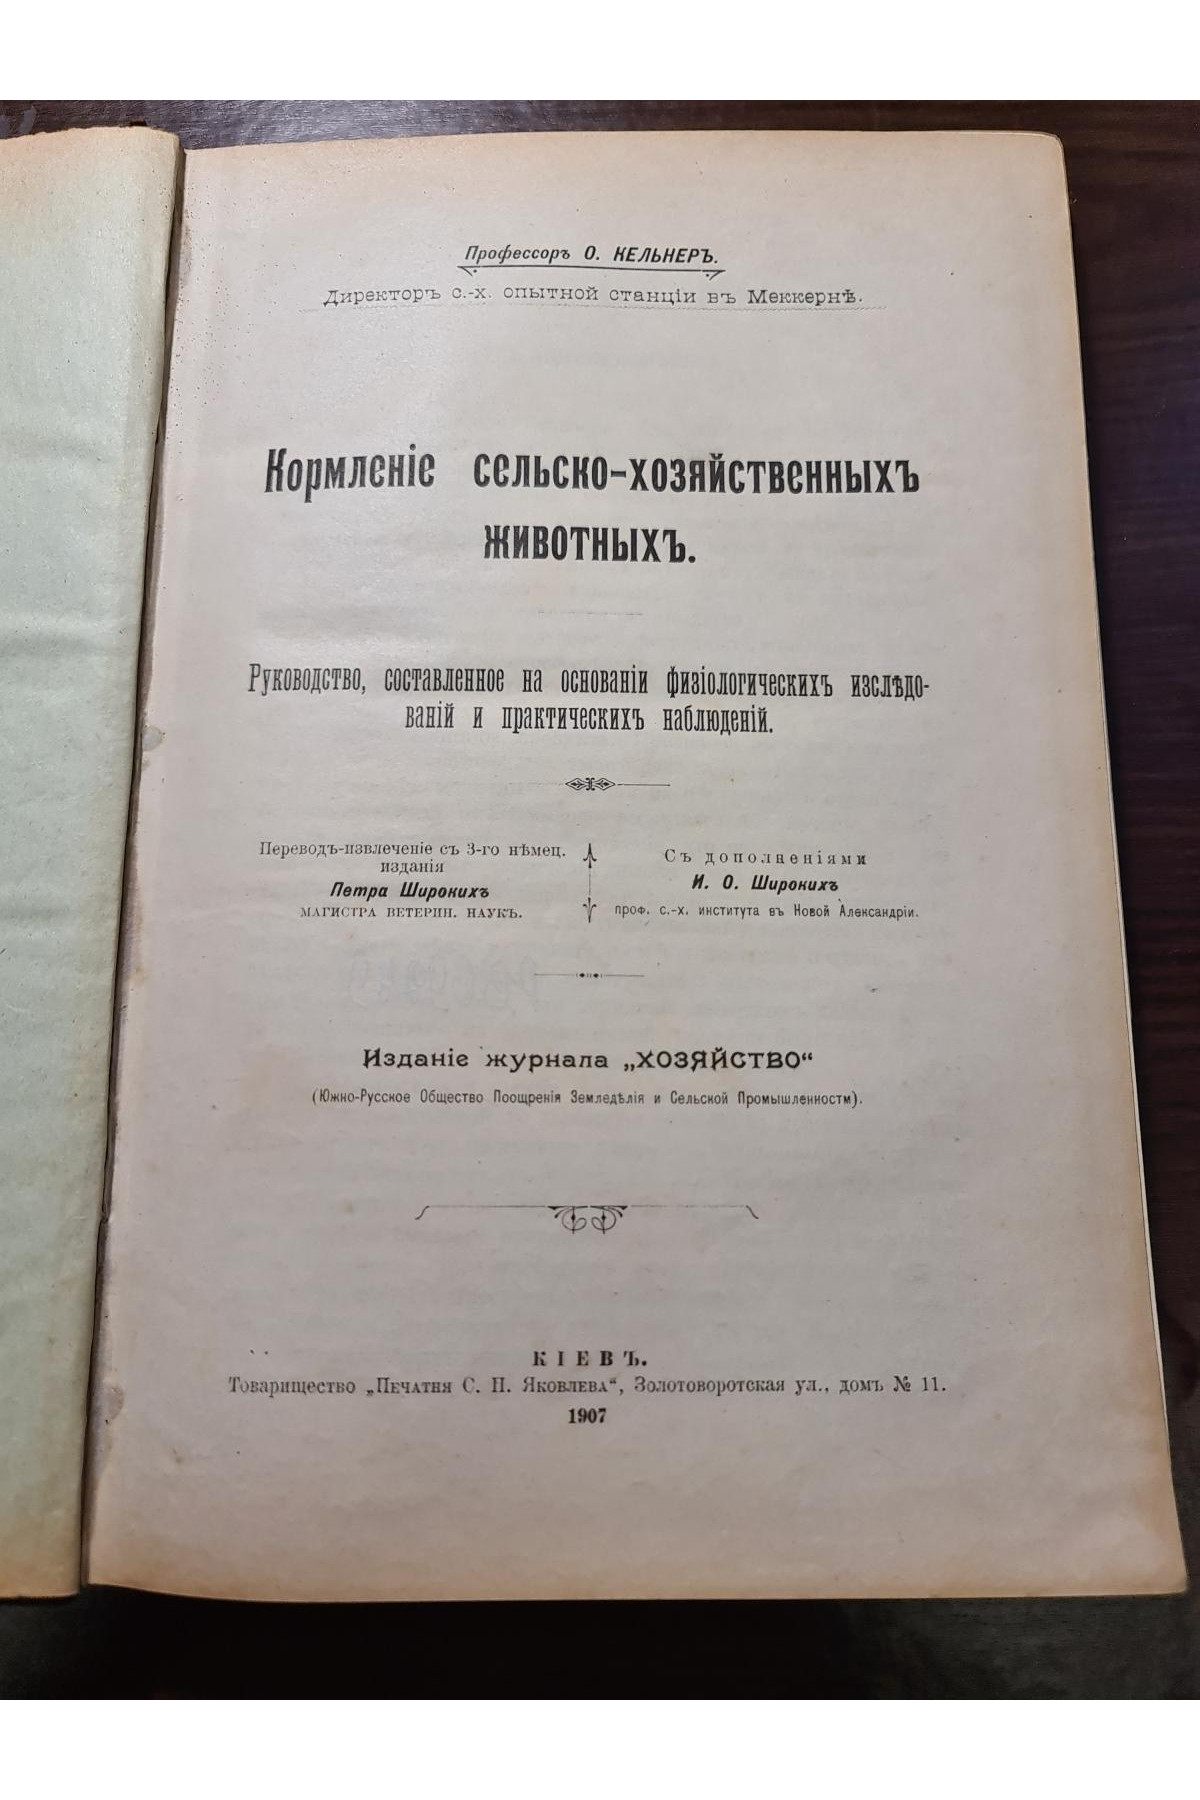 Профессоръ О. КЕЛЬНЕРЪ.
Директоръ с.-х. опытной станціи въ Меккернѣ.
Кормленіе сельско-хозяйственныхъ
животныхъ.
Руководство, составленное на основаніи физіологическихъ изслѣдо-
ваній и практическихъ наблюденій.
Переводъ-извлеченіе съ 3-го нѣмец.
изданія
Петра Широкихъ
МАГИСТРА ВЕТЕРИН. НАУКЪ.
Съ дополненіями
И. О. Широкихъ
проф. с.-х. института въ Новой Александріи.
Изданіе журнала „ХОЗЯЙСТВО“
(Южно-Русское Общество Поощренія Земледѣлія и Сельской Промышленности).
КІЕВЪ.
Товарищество „Печатня С. П. Яковлева“, Золотоворотская ул., домъ № 11.
1907